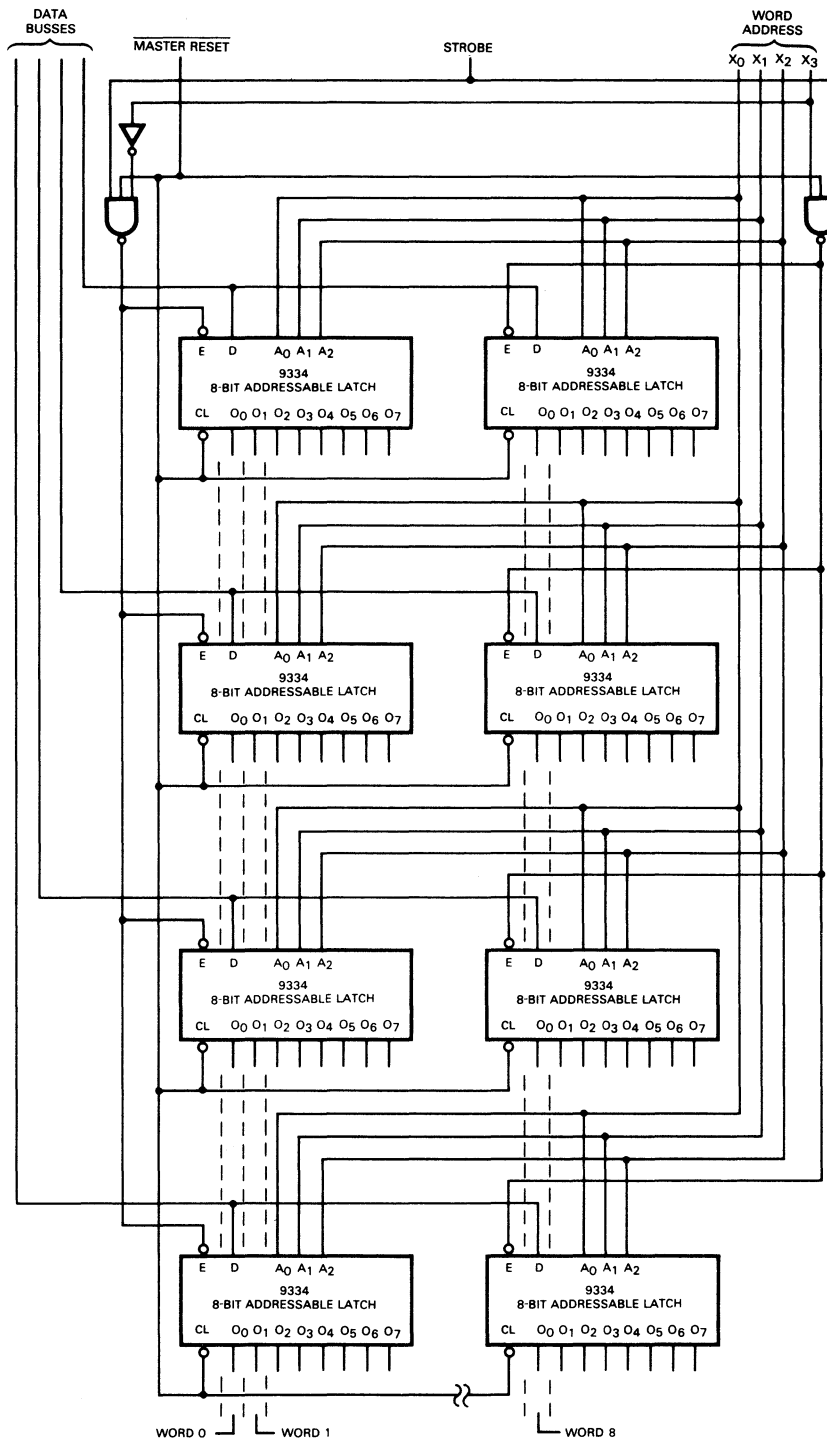 DATA BUSSES
MASTER RESET
STROBE
WORD ADDRESS
X0 X1 X2 X3
E D A0 A1 A2
9334
8-BIT ADDRESSABLE LATCH
CL O0 O1 O2 O3 O4 O5 O6 O7
E D A0 A1 A2
9334
8-BIT ADDRESSABLE LATCH
CL O0 O1 O2 O3 O4 O5 O6 O7
E D A0 A1 A2
9334
8-BIT ADDRESSABLE LATCH
CL O0 O1 O2 O3 O4 O5 O6 O7
E D A0 A1 A2
9334
8-BIT ADDRESSABLE LATCH
CL O0 O1 O2 O3 O4 O5 O6 O7
E D A0 A1 A2
9334
8-BIT ADDRESSABLE LATCH
CL O0 O1 O2 O3 O4 O5 O6 O7
E D A0 A1 A2
9334
8-BIT ADDRESSABLE LATCH
CL O0 O1 O2 O3 O4 O5 O6 O7
E D A0 A1 A2
9334
8-BIT ADDRESSABLE LATCH
CL O0 O1 O2 O3 O4 O5 O6 O7
E D A0 A1 A2
9334
8-BIT ADDRESSABLE LATCH
CL O0 O1 O2 O3 O4 O5 O6 O7
WORD 0
WORD 1
WORD 8